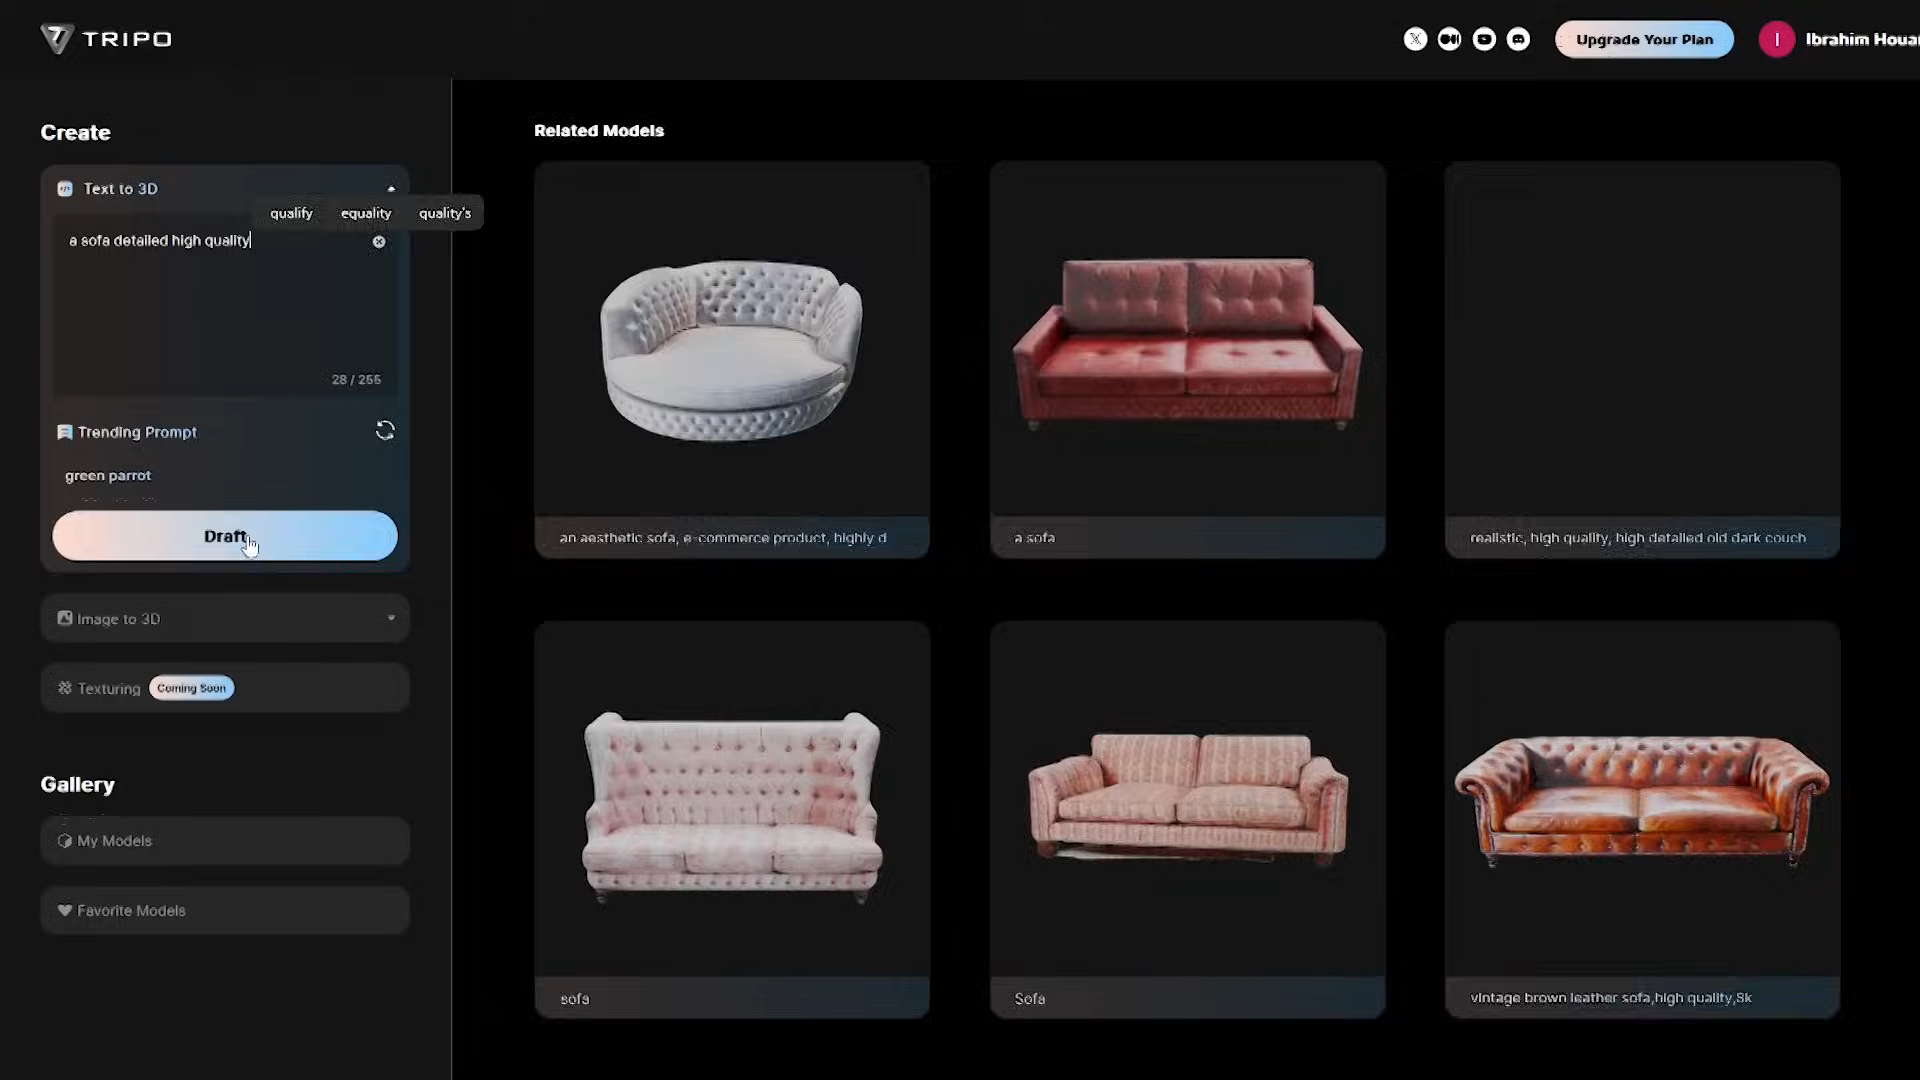 TRIPO
Upgrade Your Plan
I
Create
Text to 3D
qualify equality quality's
a sofa detailed high quality
28 / 255
Trending Prompt
green parrot
Draft
Image to 3D
Texturing Coming Soon
Gallery
My Models
Favorite Models
Related Models
an aesthetic sofa, e-commerce product, highly d
a sofa
realistic, high quality, high detailed old dark couch
sofa
Sofa
vintage brown leather sofa,high quality,8k
Ibrahim